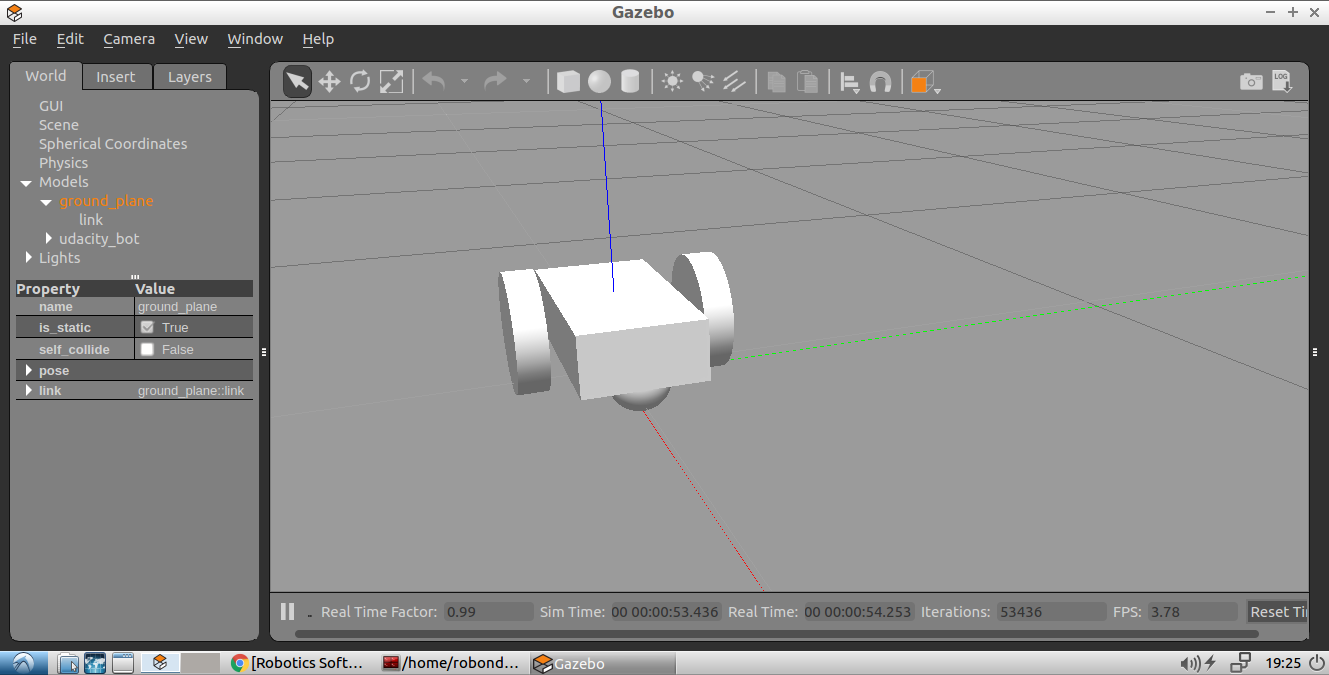 Gazebo
File Edit Camera View Window Help
World Insert Layers
LOG
GUI
Scene
Spherical Coordinates
Physics
Models
ground_plane
link
udacity_bot
Lights
Property Value
name ground_plane
is_static True
self_collide False
pose
link ground_plane::link
Real Time Factor: 0.99 Sim Time: 00 00:00:53.436 Real Time: 00 00:00:54.253 Iterations: 53436 FPS: 3.78 Reset Ti
[Robotics Soft... /home/robond... Gazebo 19:25